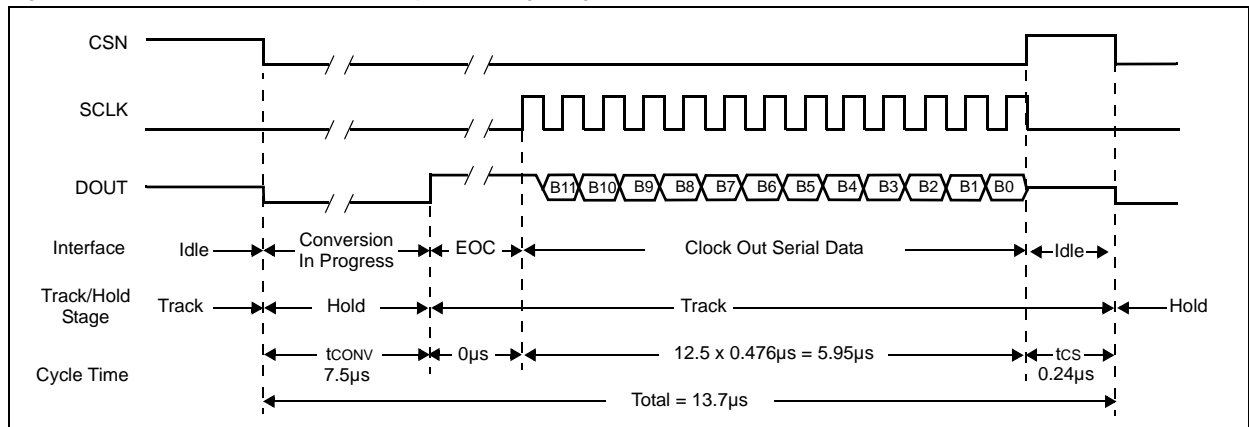 CSN
SCLK
DOUT
B11 B10 B9 B8 B7 B6 B5 B4 B3 B2 B1 B0
Interface Idle Conversion In Progress EOC Clock Out Serial Data Idle
Track/Hold Stage Track Hold Track Hold
Cycle Time tCONV 7.5µs 0µs 12.5 x 0.476µs = 5.95µs tCS 0.24µs
Total = 13.7µs